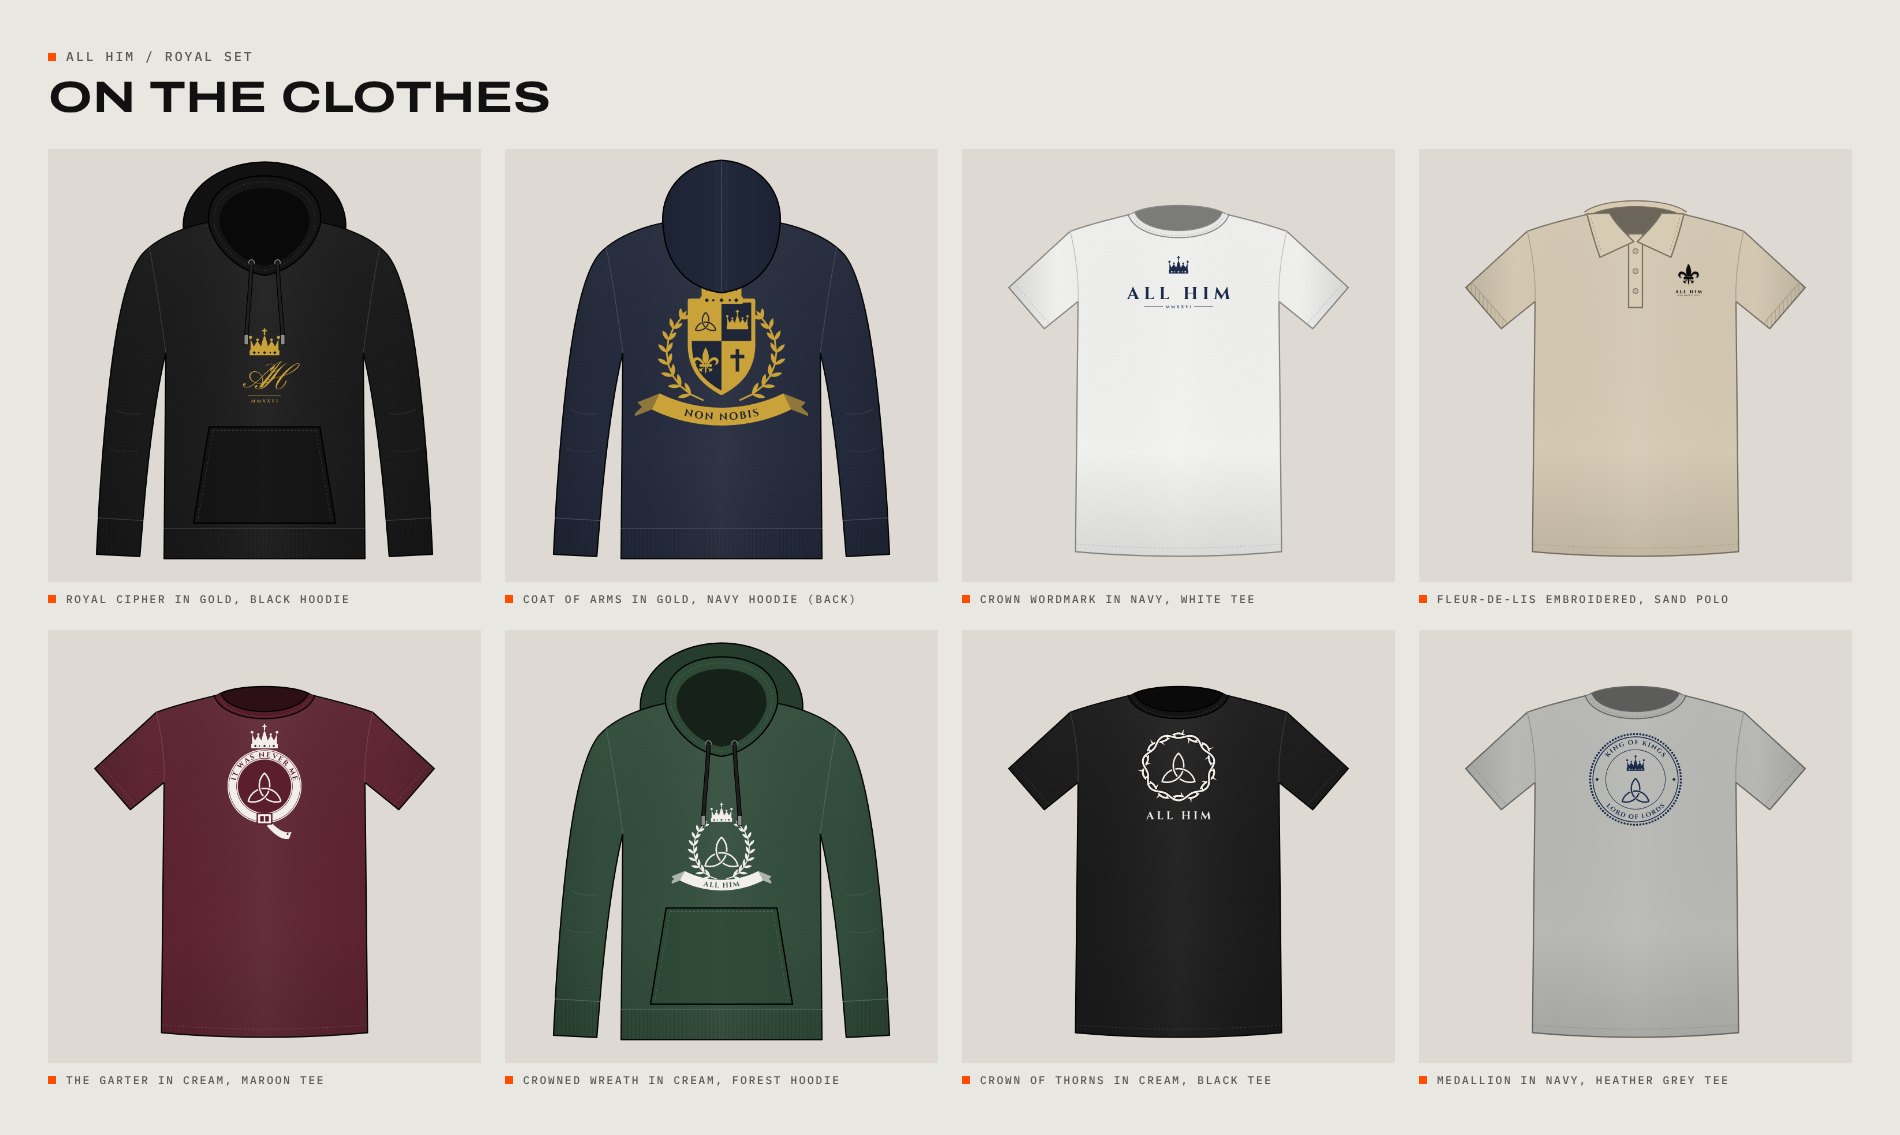 ALL HIM / ROYAL SET
ON THE CLOTHES
MMXXVI
NON NOBIS
ALL HIM
MMXXVI
ALL HIM
ROYAL CIPHER IN GOLD, BLACK HOODIE
COAT OF ARMS IN GOLD, NAVY HOODIE (BACK)
CROWN WORDMARK IN NAVY, WHITE TEE
FLEUR-DE-LIS EMBROIDERED, SAND POLO
IT WAS NEVER ME
ALL HIM
ALL HIM
KING OF KINGS
LORD OF LORDS
THE GARTER IN CREAM, MAROON TEE
CROWNED WREATH IN CREAM, FOREST HOODIE
CROWN OF THORNS IN CREAM, BLACK TEE
MEDALLION IN NAVY, HEATHER GREY TEE